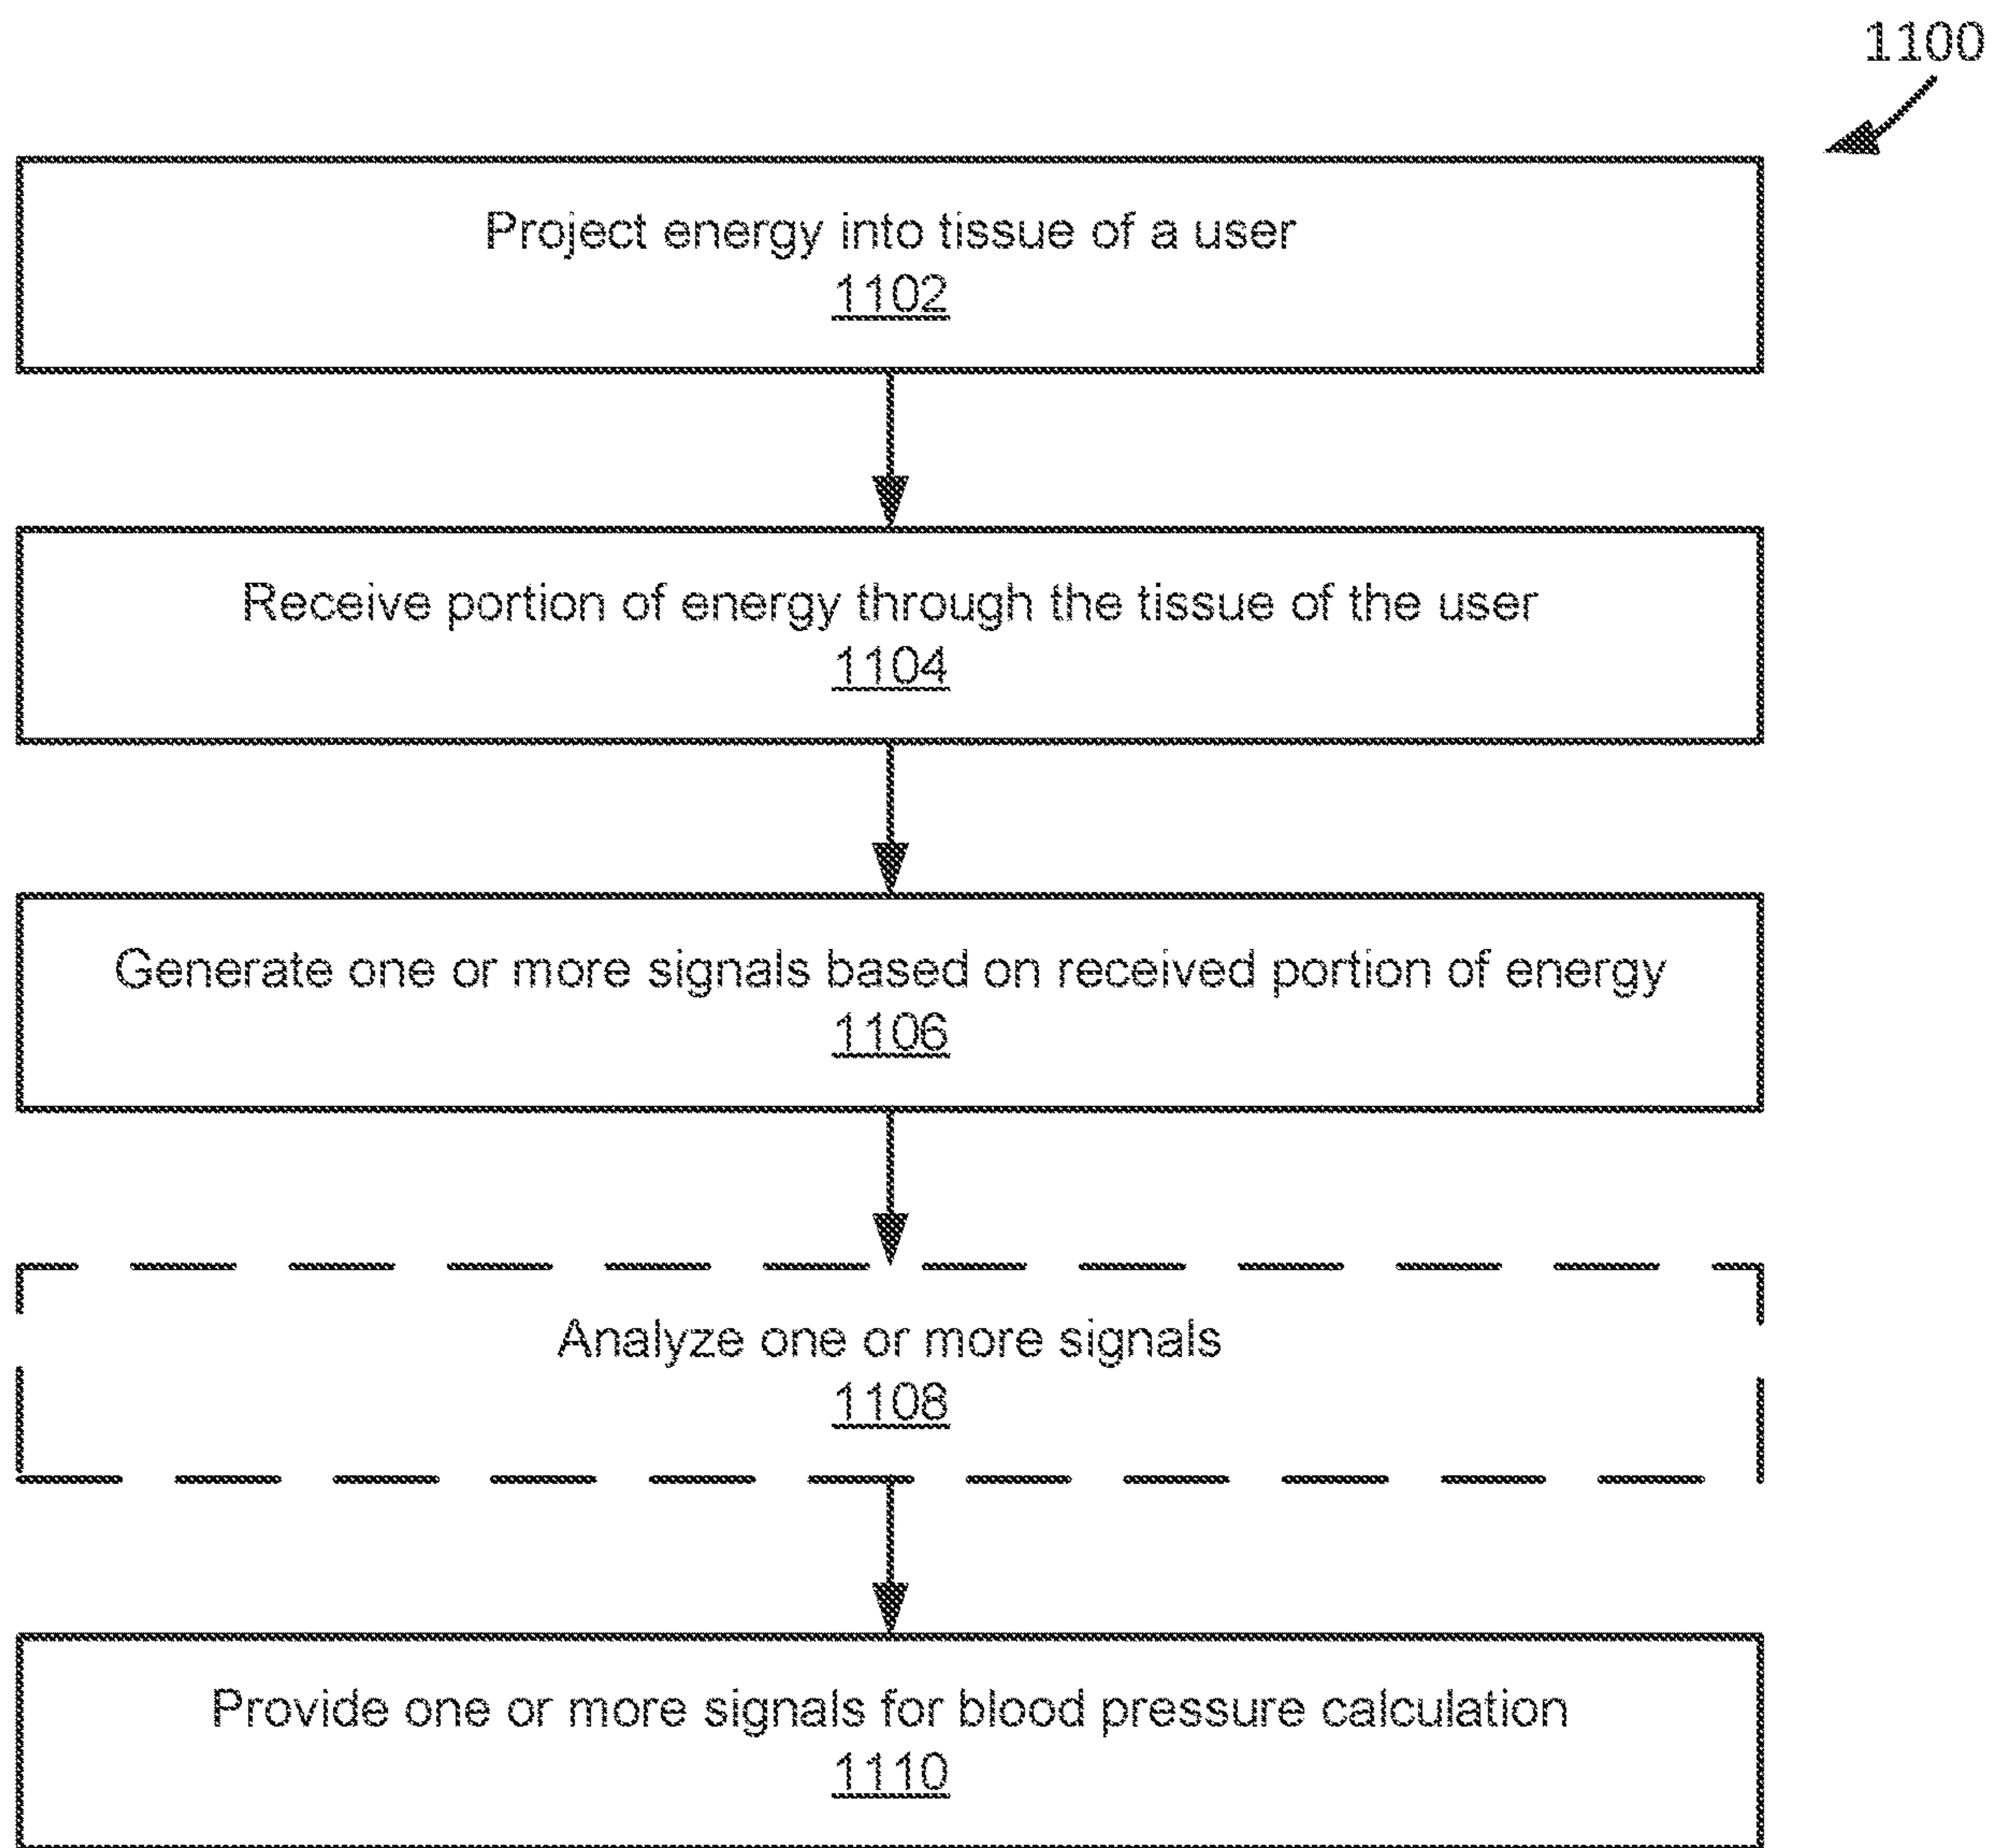 1100
Project energy into tissue of a user
1102
Receive portion of energy through the tissue of the user
1104
Generate one or more signals based on received portion of energy
1106
Analyze one or more signals
1108
Provide one or more signals for blood pressure calculation
1110